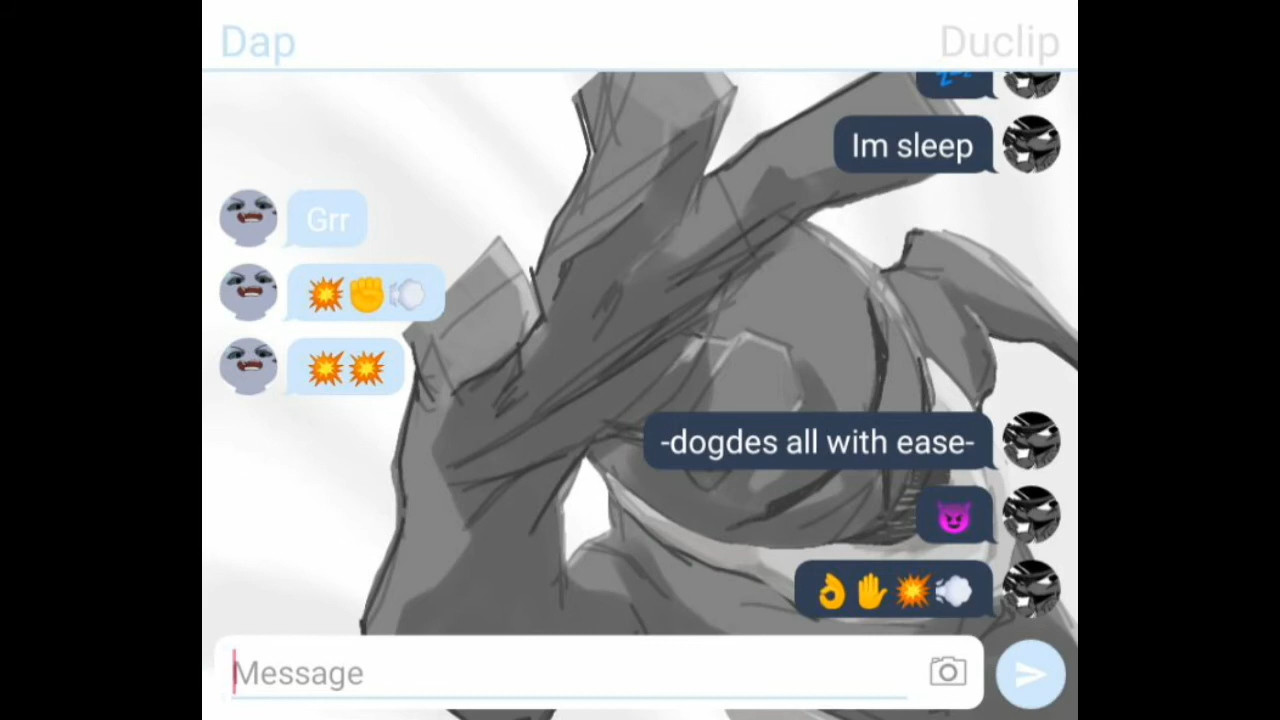 Dap
Duclip
💤
Im sleep
Grr
💥✊💨
💥💥
-dogdes all with ease-
😈
👌✋💥💨
Message